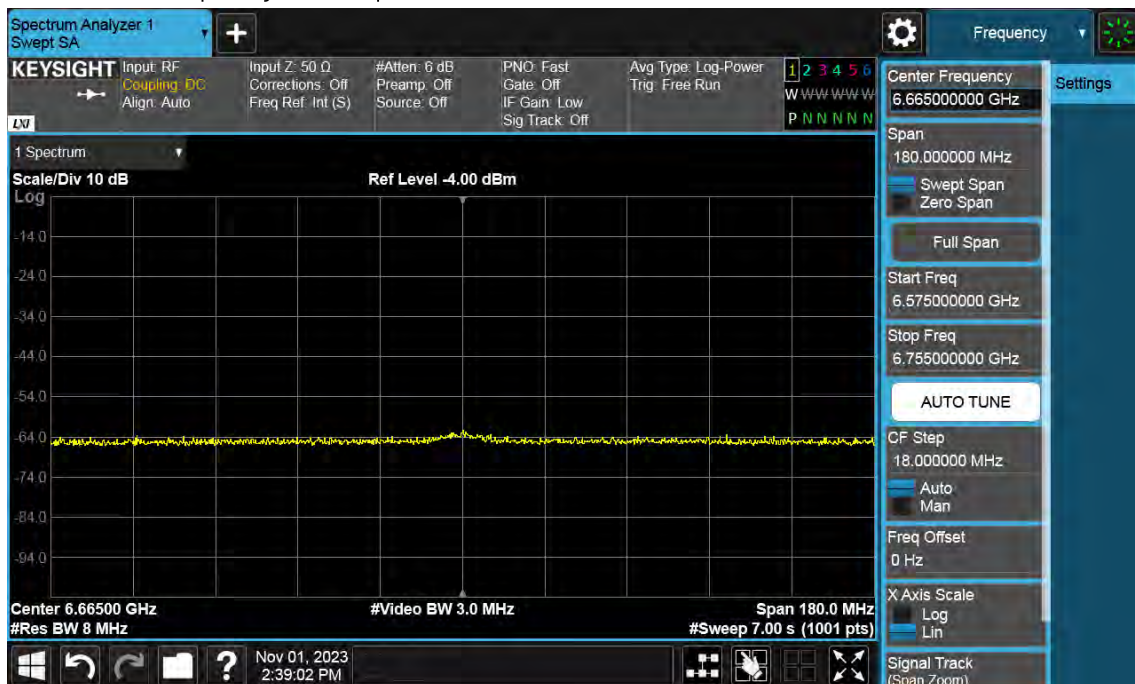 Spectrum Analyzer 1
Swept SA
+
Frequency
KEYSIGHT
LXI
Input: RF
Coupling: DC
Align: Auto
Input Z: 50 Ω
Corrections: Off
Freq Ref: Int (S)
#Atten: 6 dB
Preamp: Off
Source: Off
PNO: Fast
Gate: Off
IF Gain: Low
Sig Track: Off
Avg Type: Log-Power
Trig: Free Run
1 2 3 4 5 6
W W W W W W
P N N N N N
1 Spectrum
Scale/Div 10 dB
Ref Level -4.00 dBm
Log
-14.0
-24.0
-34.0
-44.0
-54.0
-64.0
-74.0
-84.0
-94.0
Center 6.66500 GHz
#Video BW 3.0 MHz
Span 180.0 MHz
#Res BW 8 MHz
#Sweep 7.00 s (1001 pts)
Center Frequency
6.665000000 GHz
Settings
Span
180.000000 MHz
Swept Span
Zero Span
Full Span
Start Freq
6.575000000 GHz
Stop Freq
6.755000000 GHz
AUTO TUNE
CF Step
18.000000 MHz
Auto
Man
Freq Offset
0 Hz
X Axis Scale
Log
Lin
Signal Track
(Span Zoom)
?
Nov 01, 2023
2:39:02 PM